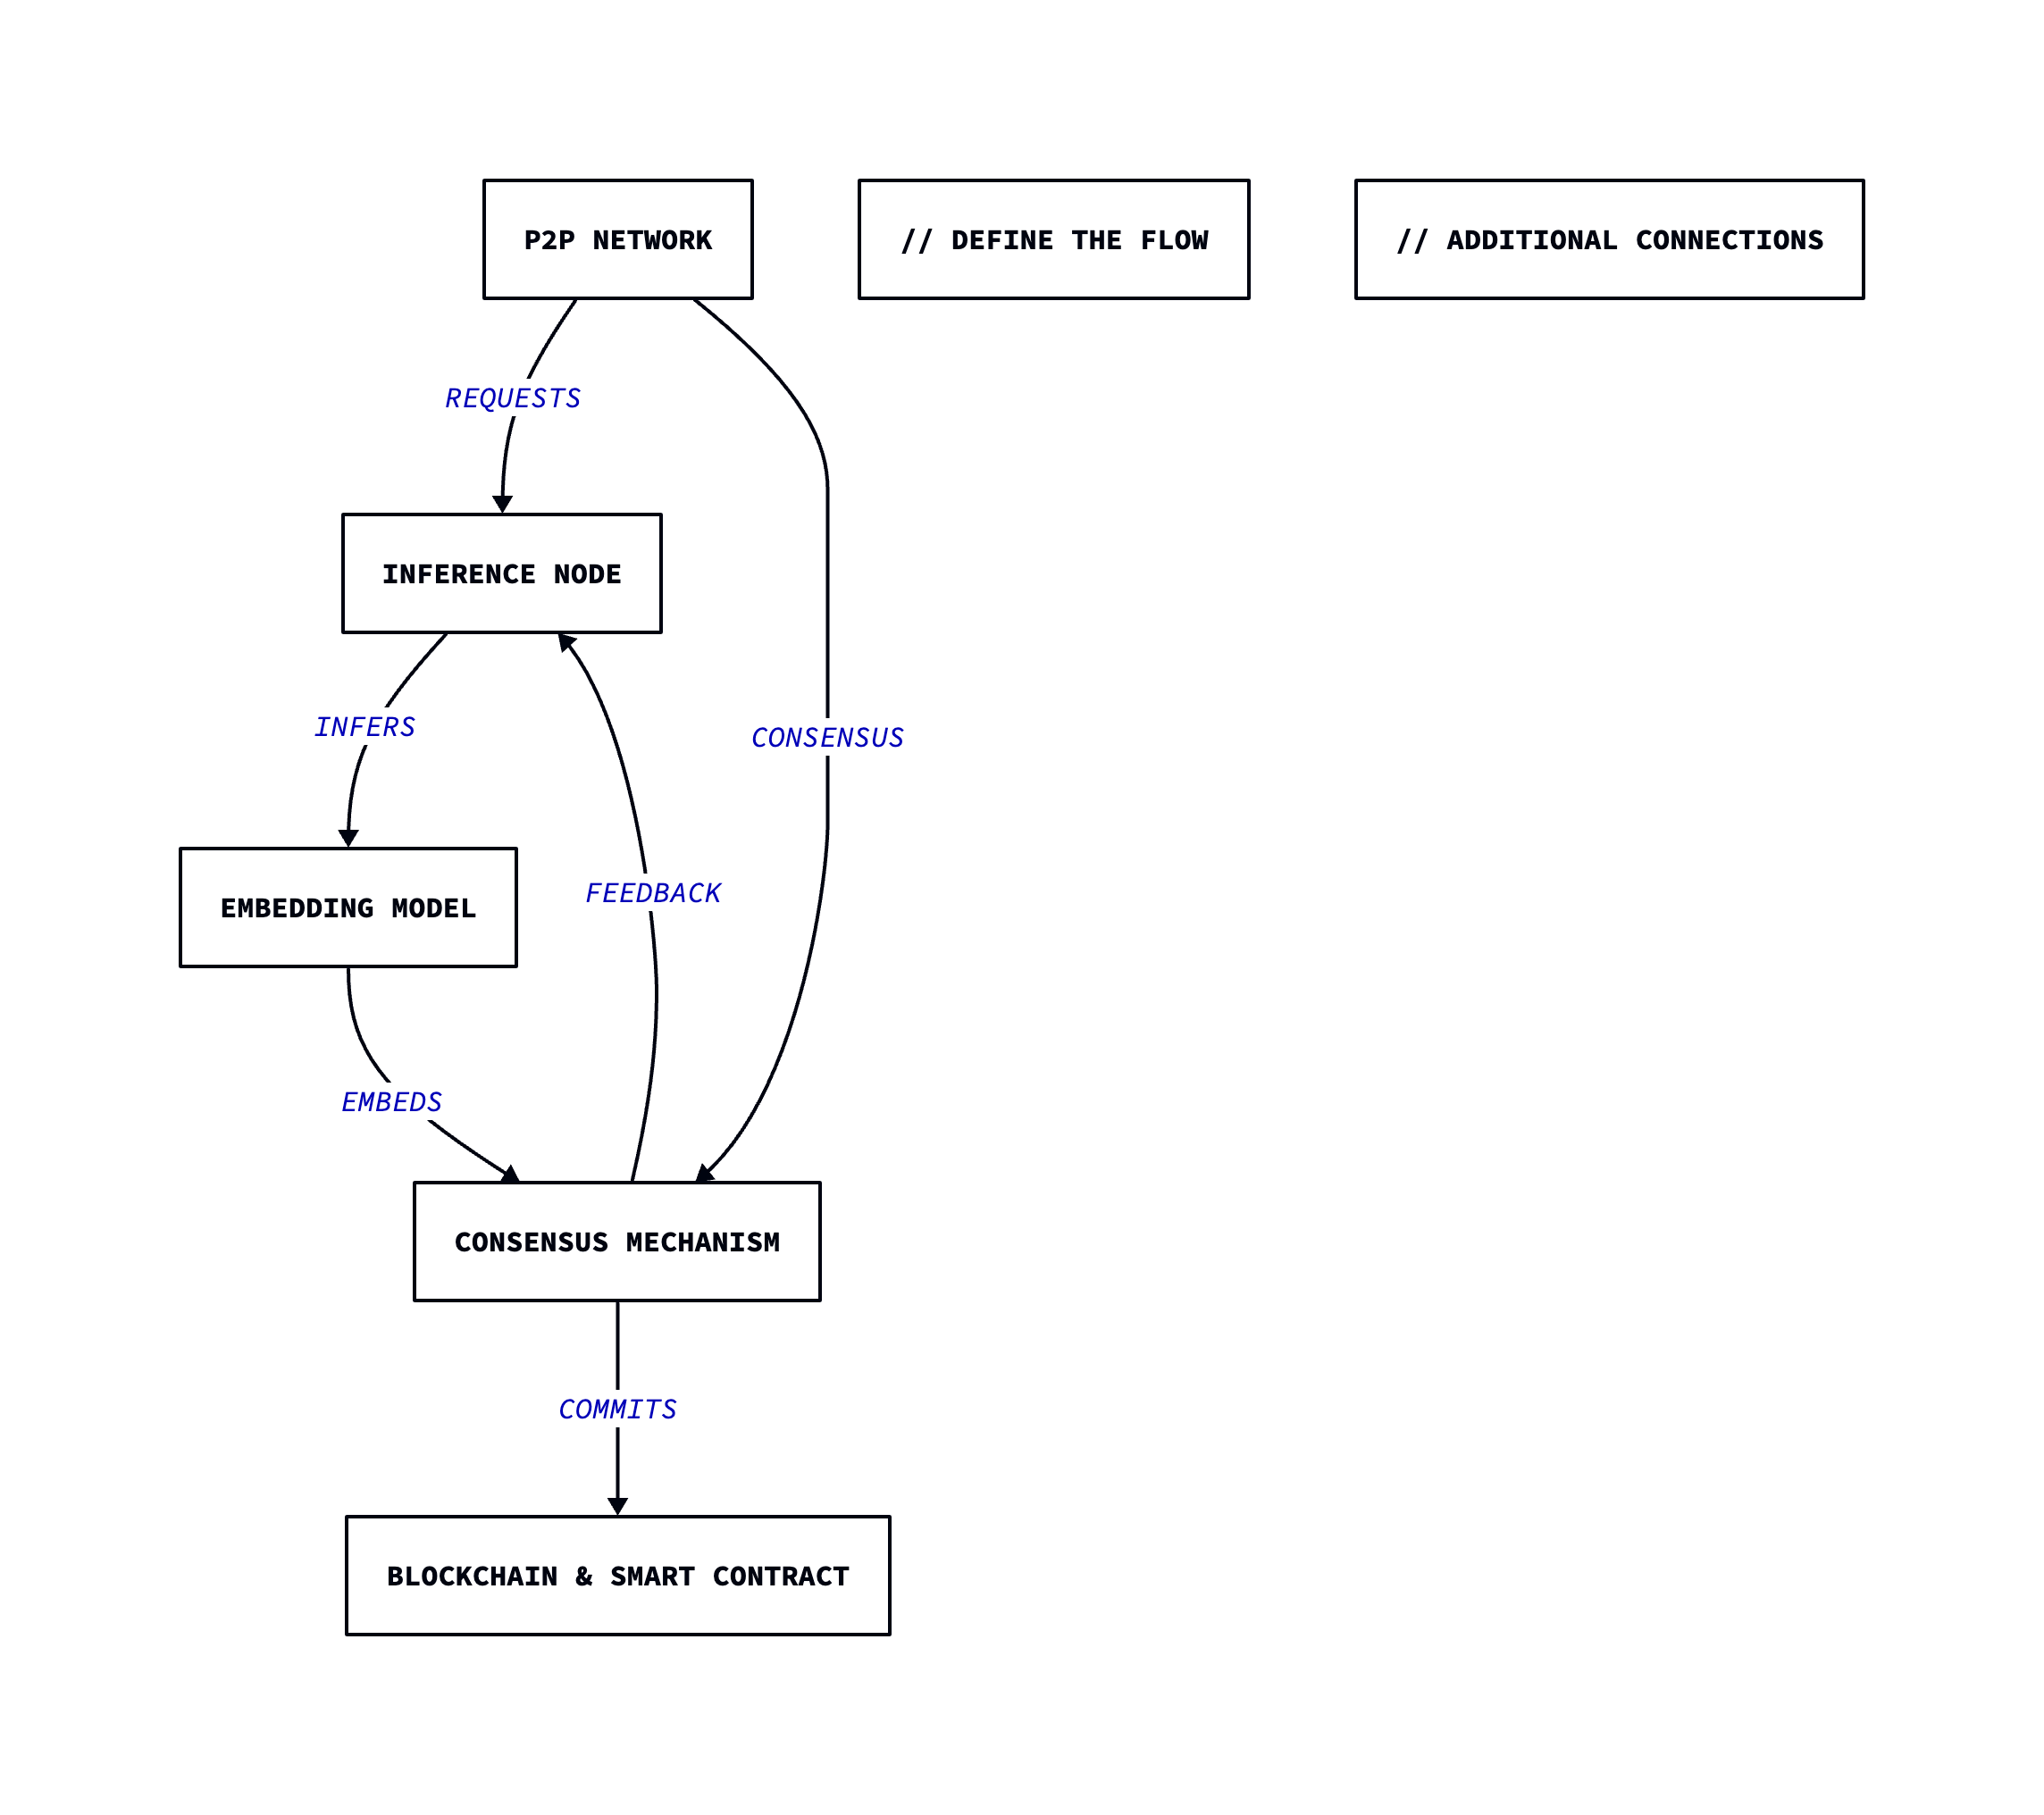 P2P NETWORK
// DEFINE THE FLOW
// ADDITIONAL CONNECTIONS
REQUESTS
INFERENCE NODE
INFERS
CONSENSUS
FEEDBACK
EMBEDDING MODEL
EMBEDS
CONSENSUS MECHANISM
COMMITS
BLOCKCHAIN & SMART CONTRACT